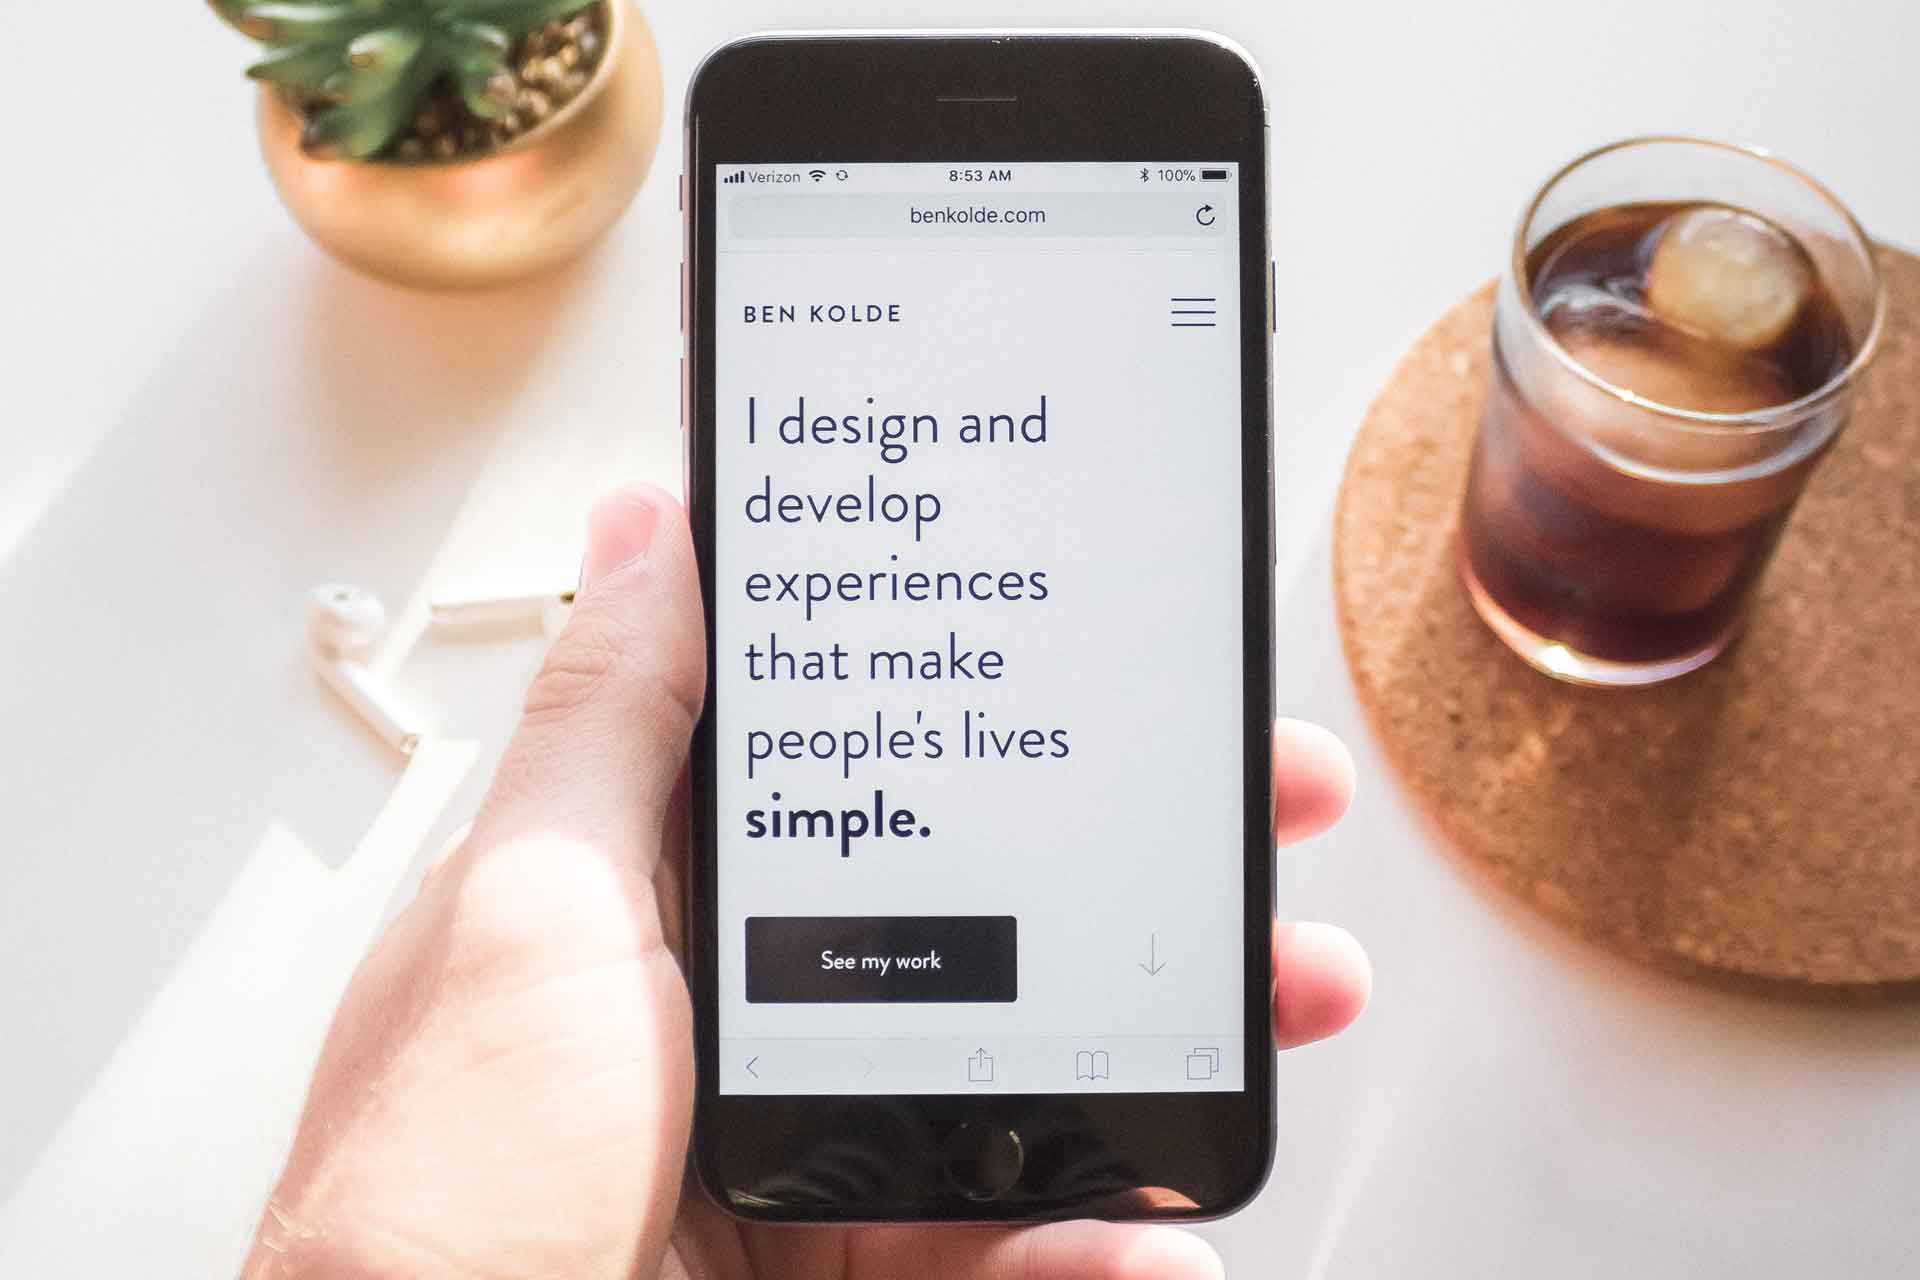 Verizon 8:53 AM 100%
benkolde.com
BEN KOLDE
I design and
develop
experiences
that make
people's lives
simple.
See my work